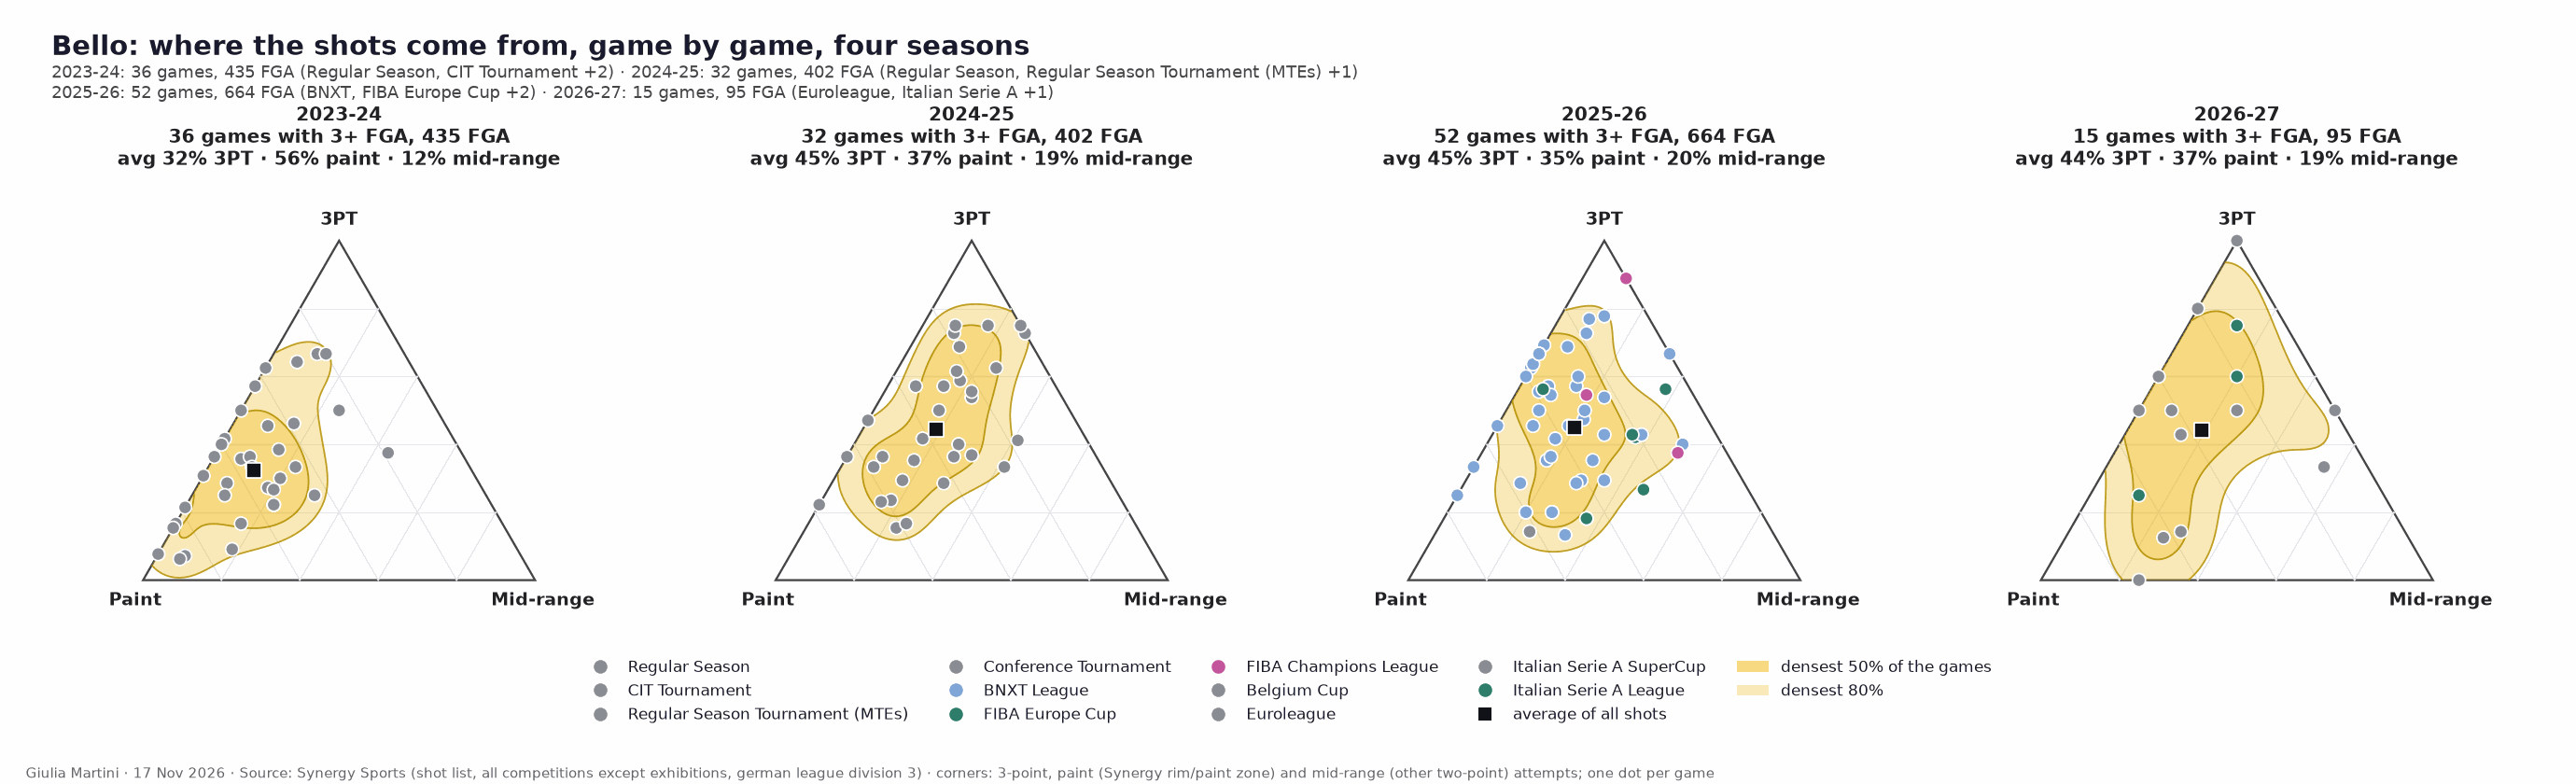 Bello: where the shots come from, game by game, four seasons
2023-24: 36 games, 435 FGA (Regular Season, CIT Tournament +2) · 2024-25: 32 games, 402 FGA (Regular Season, Regular Season Tournament (MTEs) +1)
2025-26: 52 games, 664 FGA (BNXT, FIBA Europe Cup +2) · 2026-27: 15 games, 95 FGA (Euroleague, Italian Serie A +1)
2023-24
36 games with 3+ FGA, 435 FGA
avg 32% 3PT · 56% paint · 12% mid-range
3PT
Paint
Mid-range
2024-25
32 games with 3+ FGA, 402 FGA
avg 45% 3PT · 37% paint · 19% mid-range
3PT
Paint
Mid-range
2025-26
52 games with 3+ FGA, 664 FGA
avg 45% 3PT · 35% paint · 20% mid-range
3PT
Paint
Mid-range
2026-27
15 games with 3+ FGA, 95 FGA
avg 44% 3PT · 37% paint · 19% mid-range
3PT
Paint
Mid-range
Regular Season
CIT Tournament
Regular Season Tournament (MTEs)
Conference Tournament
BNXT League
FIBA Europe Cup
FIBA Champions League
Belgium Cup
Euroleague
Italian Serie A SuperCup
Italian Serie A League
average of all shots
densest 50% of the games
densest 80%
Giulia Martini · 17 Nov 2026 · Source: Synergy Sports (shot list, all competitions except exhibitions, german league division 3) · corners: 3-point, paint (Synergy rim/paint zone) and mid-range (other two-point) attempts; one dot per game